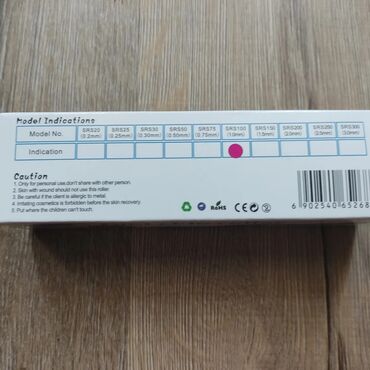 Model Indications
Model No. SRS20 (0.2mm) SRS25 (0.25mm) SRS30 (0.30mm) SRS50 (0.50mm) SRS75 (0.75mm) SRS100 (1.0mm) SRS150 (1.5mm) SRS200 (2.0mm) SRS250 (2.5mm) SRS300 (3.0mm)
Indication
Caution
1. Only for personal use,don't share with other person.
2. Skin with wound should not use this roller.
3. Be careful if the client is allergic to metal.
4. Irritating cosmetics is forbidden before the skin recovery.
5. Put where the children can't touch.
RoHS CE
6 902540 65268